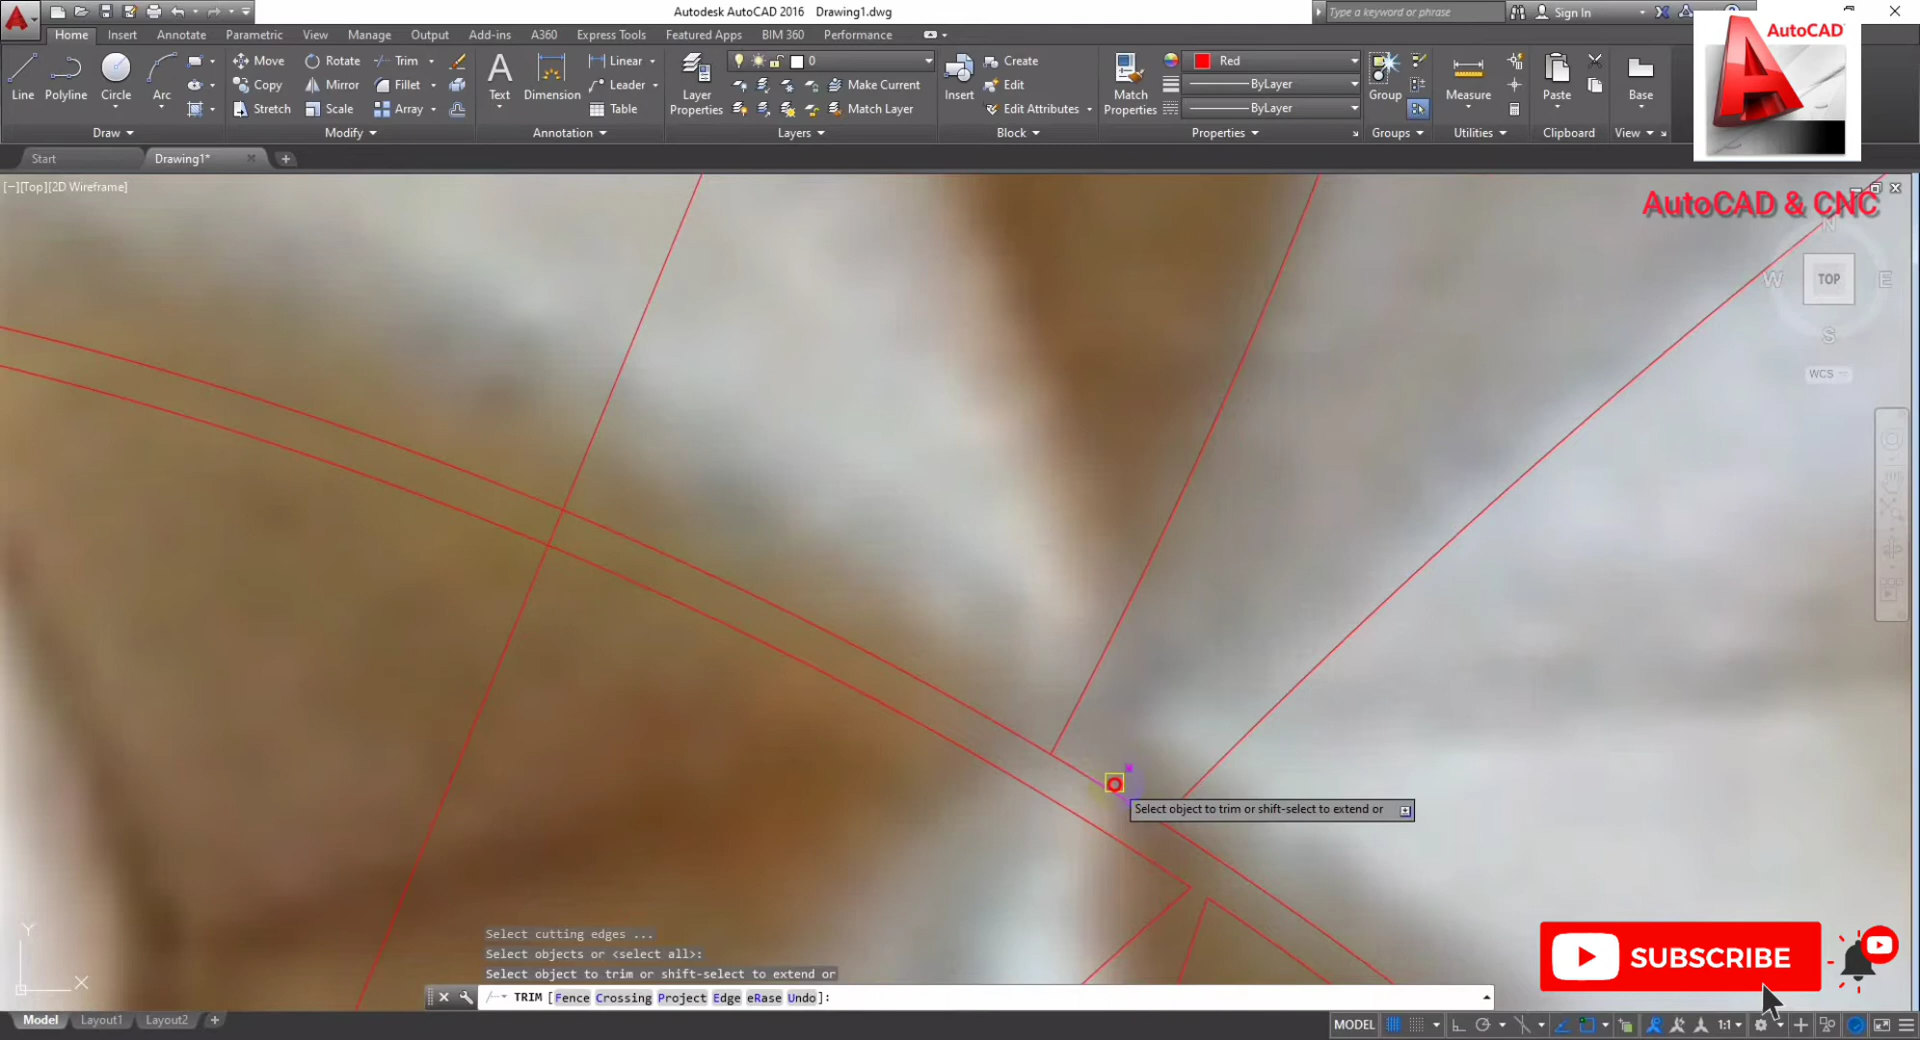 Autodesk AutoCAD 2016 Drawing1.dwg
Type a keyword or phrase
Sign In
Home Insert Annotate Parametric View Manage Output Add-ins A360 Express Tools Featured Apps BIM 360 Performance
Line Polyline Circle Arc
Draw
Move Rotate Trim
Copy Mirror Fillet
Stretch Scale Array
Modify
Text Dimension
Linear
Leader
Table
Annotation
Layer Properties
0
Make Current
Match Layer
Layers
Insert
Create
Edit
Edit Attributes
Block
Match Properties
Red
ByLayer
ByLayer
Properties
Group
Groups
Measure
Utilities
Paste
Clipboard
Base
View
AutoCAD
Start
Drawing1*
[−][Top][2D Wireframe]
AutoCAD & CNC
N
W TOP E
S
WCS
Select object to trim or shift-select to extend or
Select cutting edges ...
Select objects or <select all>:
Select object to trim or shift-select to extend or
TRIM [Fence Crossing Project Edge eRase Undo]:
Y
X
SUBSCRIBE
Model Layout1 Layout2
MODEL
1:1